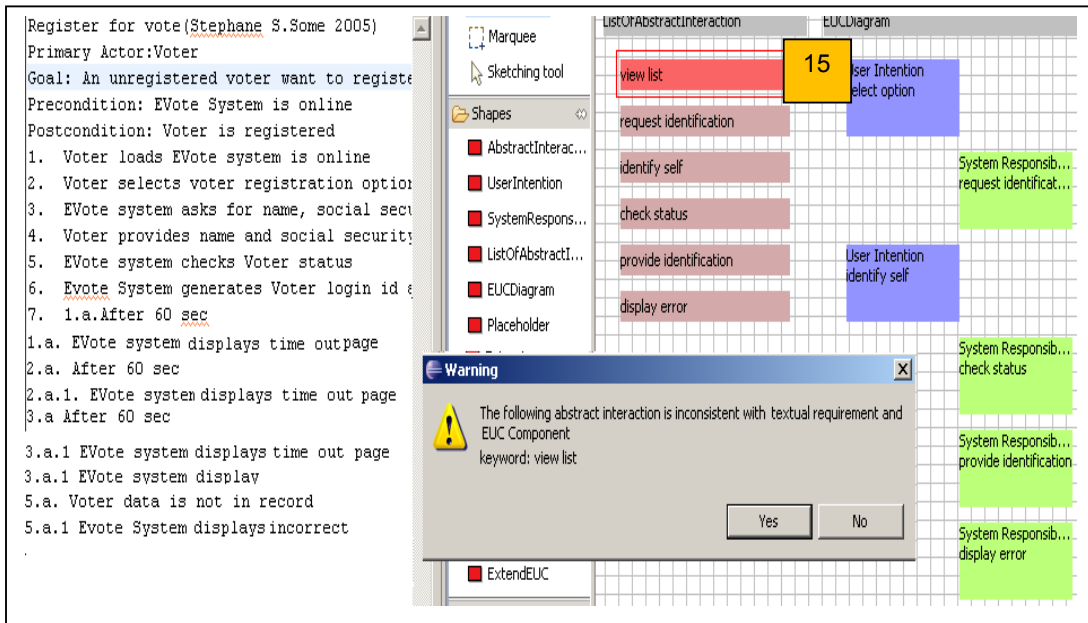 Register for vote(Stephane S.Some 2005)
Primary Actor:Voter
Goal: An unregistered voter want to registe
Precondition: EVote System is online
Postcondition: Voter is registered
1. Voter loads EVote system is online
2. Voter selects voter registration option
3. EVote system asks for name, social secu
4. Voter provides name and social security
5. EVote system checks Voter status
6. Evote System generates Voter login id a
7. 1.a.After 60 sec
1.a. EVote system displays time out page
2.a. After 60 sec
2.a.1. EVote system displays time out page
3.a After 60 sec
3.a.1 EVote system displays time out page
3.a.1 EVote system display
5.a. Voter data is not in record
5.a.1 Evote System displays incorrect
.
Marquee
Sketching tool
Shapes
AbstractInterac...
UserIntention
SystemRespons...
ListOfAbstractI...
EUCDiagram
Placeholder
ExtendEUC
ListOfAbstractInteraction
view list
request identification
identify self
check status
provide identification
display error
15
EUCDiagram
User Intention
select option
System Responsib...
request identificat...
User Intention
identify self
System Responsib...
check status
System Responsib...
provide identification
System Responsib...
display error
Warning
The following abstract interaction is inconsistent with textual requirement and
EUC Component
keyword: view list
Yes
No